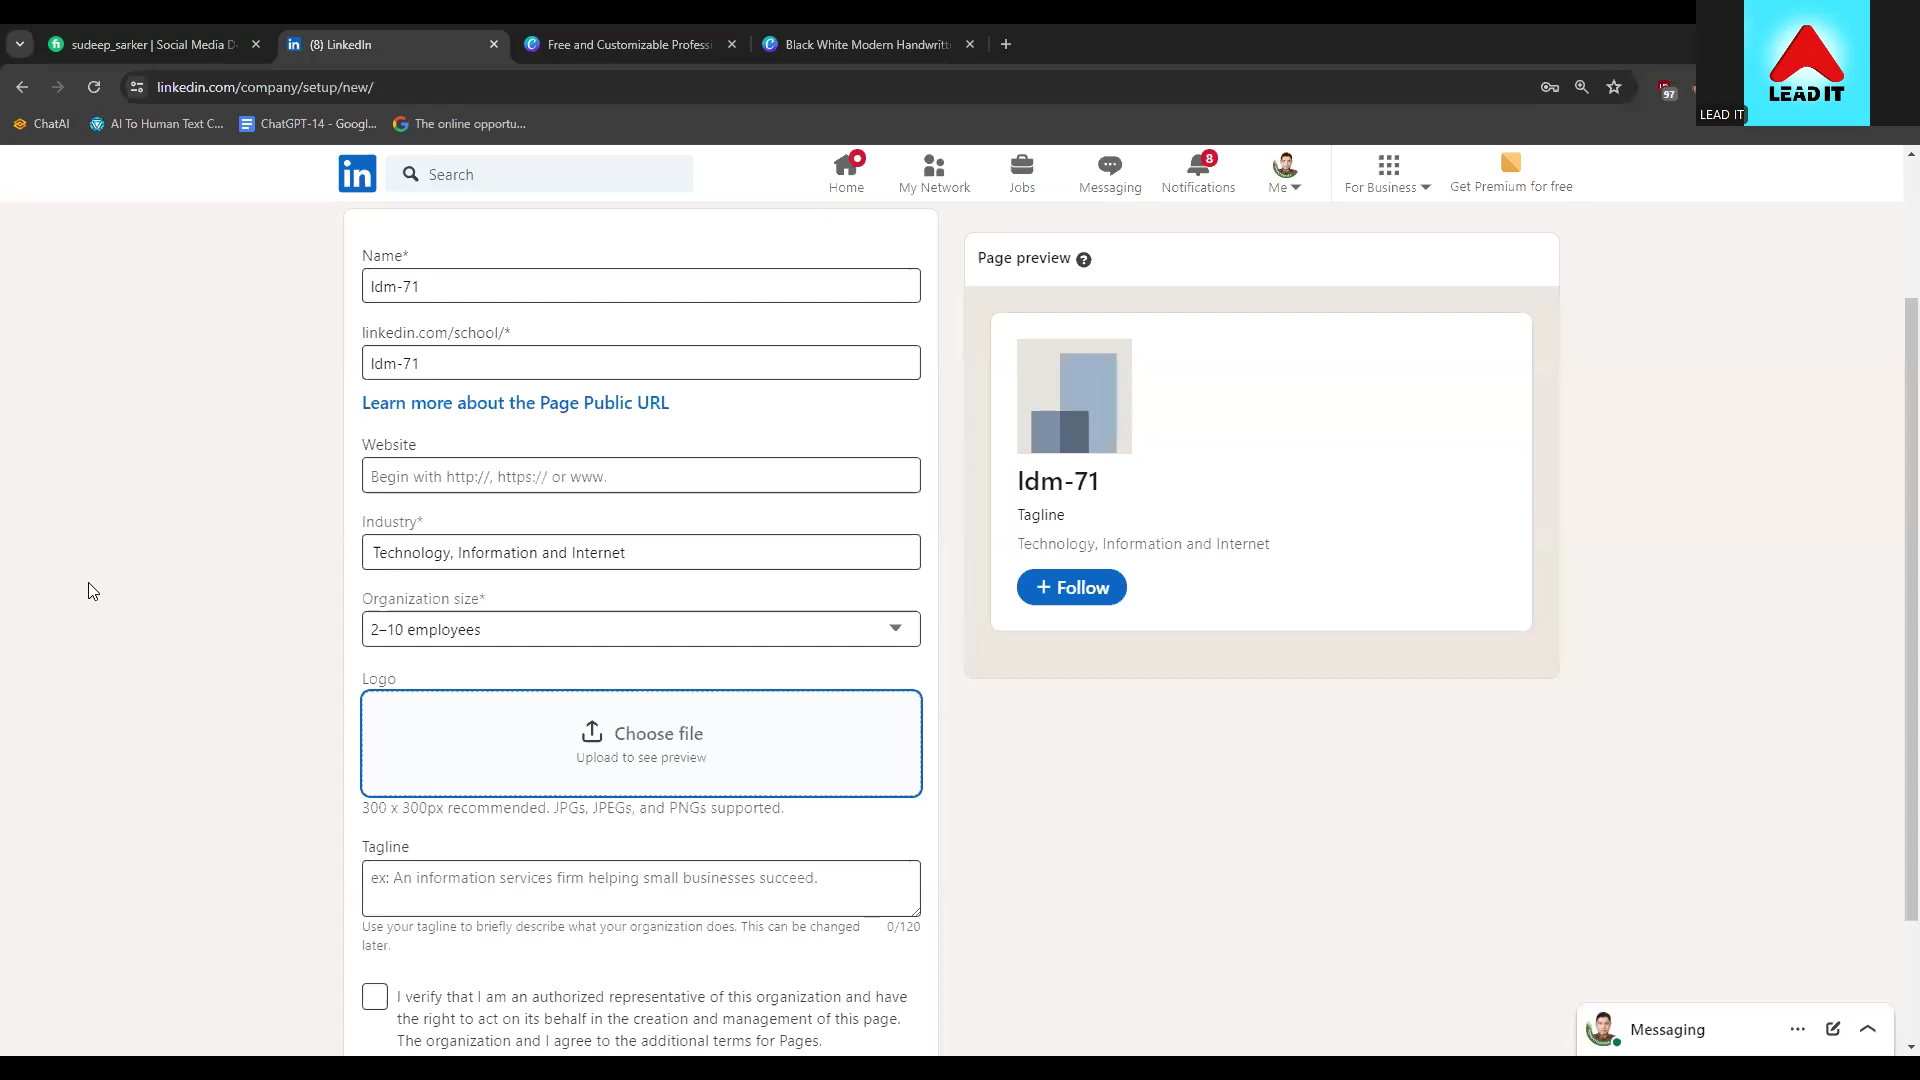 sudeep_sarker | Social Media D
(8) LinkedIn
Free and Customizable Profess
Black White Modern Handwritt
linkedin.com/company/setup/new/
97
LEAD IT
LEAD IT
ChatAI
AI To Human Text C...
ChatGPT-14 - Googl...
The online opportu...
in
Search
Home
My Network
Jobs
Messaging
8
Notifications
Me
For Business
Get Premium for free
Name*
ldm-71
linkedin.com/school/*
ldm-71
Learn more about the Page Public URL
Website
Begin with http://, https:// or www.
Industry*
Technology, Information and Internet
Organization size*
2–10 employees
Logo
Choose file
Upload to see preview
300 x 300px recommended. JPGs, JPEGs, and PNGs supported.
Tagline
ex: An information services firm helping small businesses succeed.
Use your tagline to briefly describe what your organization does. This can be changed later.
0/120
I verify that I am an authorized representative of this organization and have
the right to act on its behalf in the creation and management of this page.
The organization and I agree to the additional terms for Pages.
Page preview
ldm-71
Tagline
Technology, Information and Internet
+ Follow
Messaging